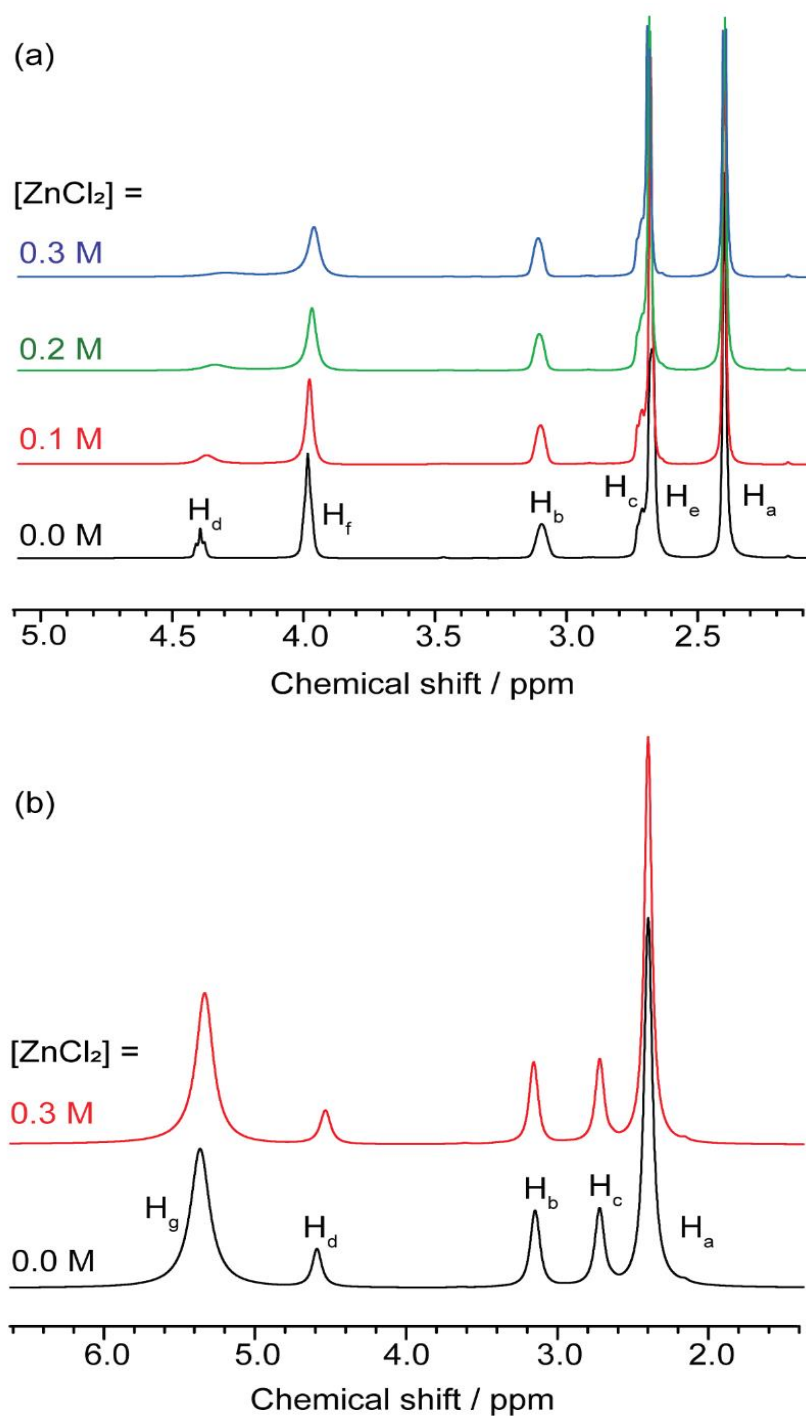 (a)
[ZnCl₂] =
0.3 M
0.2 M
0.1 M
0.0 M
H_d
H_f
H_b
H_c
H_e
H_a
5.0 4.5 4.0 3.5 3.0 2.5
Chemical shift / ppm
(b)
[ZnCl₂] =
0.3 M
0.0 M
H_g
H_d
H_b
H_c
H_a
6.0 5.0 4.0 3.0 2.0
Chemical shift / ppm